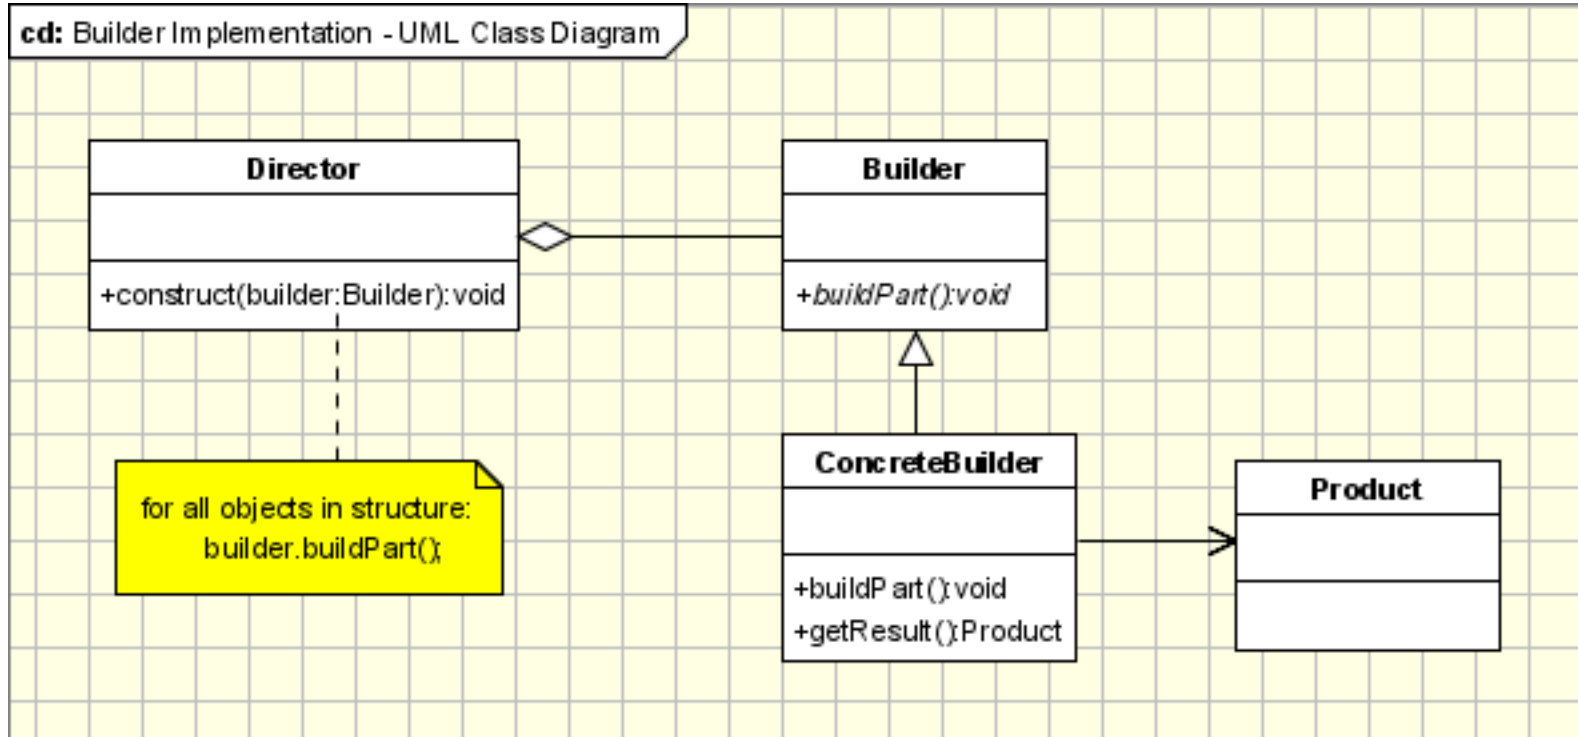 cd: Builder Implementation - UML Class Diagram
Director
+construct(builder:Builder):void
Builder
+buildPart():void
for all objects in structure:
builder.buildPart();
ConcreteBuilder
+buildPart():void
+getResult():Product
Product